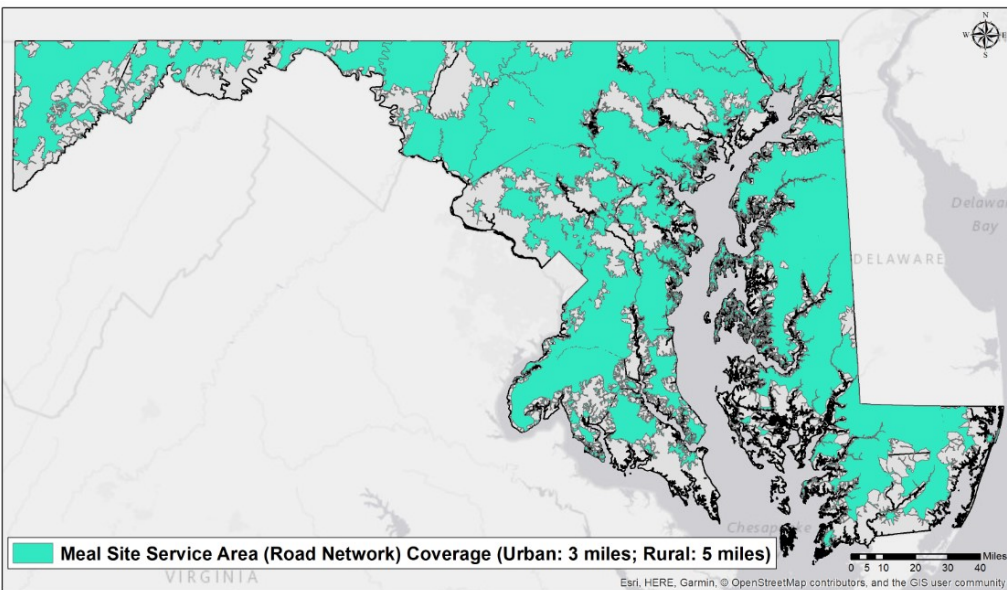 N
W E
S
Delawar
Bay
DELAWARE
Chesapeake
Meal Site Service Area (Road Network) Coverage (Urban: 3 miles; Rural: 5 miles)
VIRGINIA
Miles
0 5 10 20 30 40
Esri, HERE, Garmin, © OpenStreetMap contributors, and the GIS user community